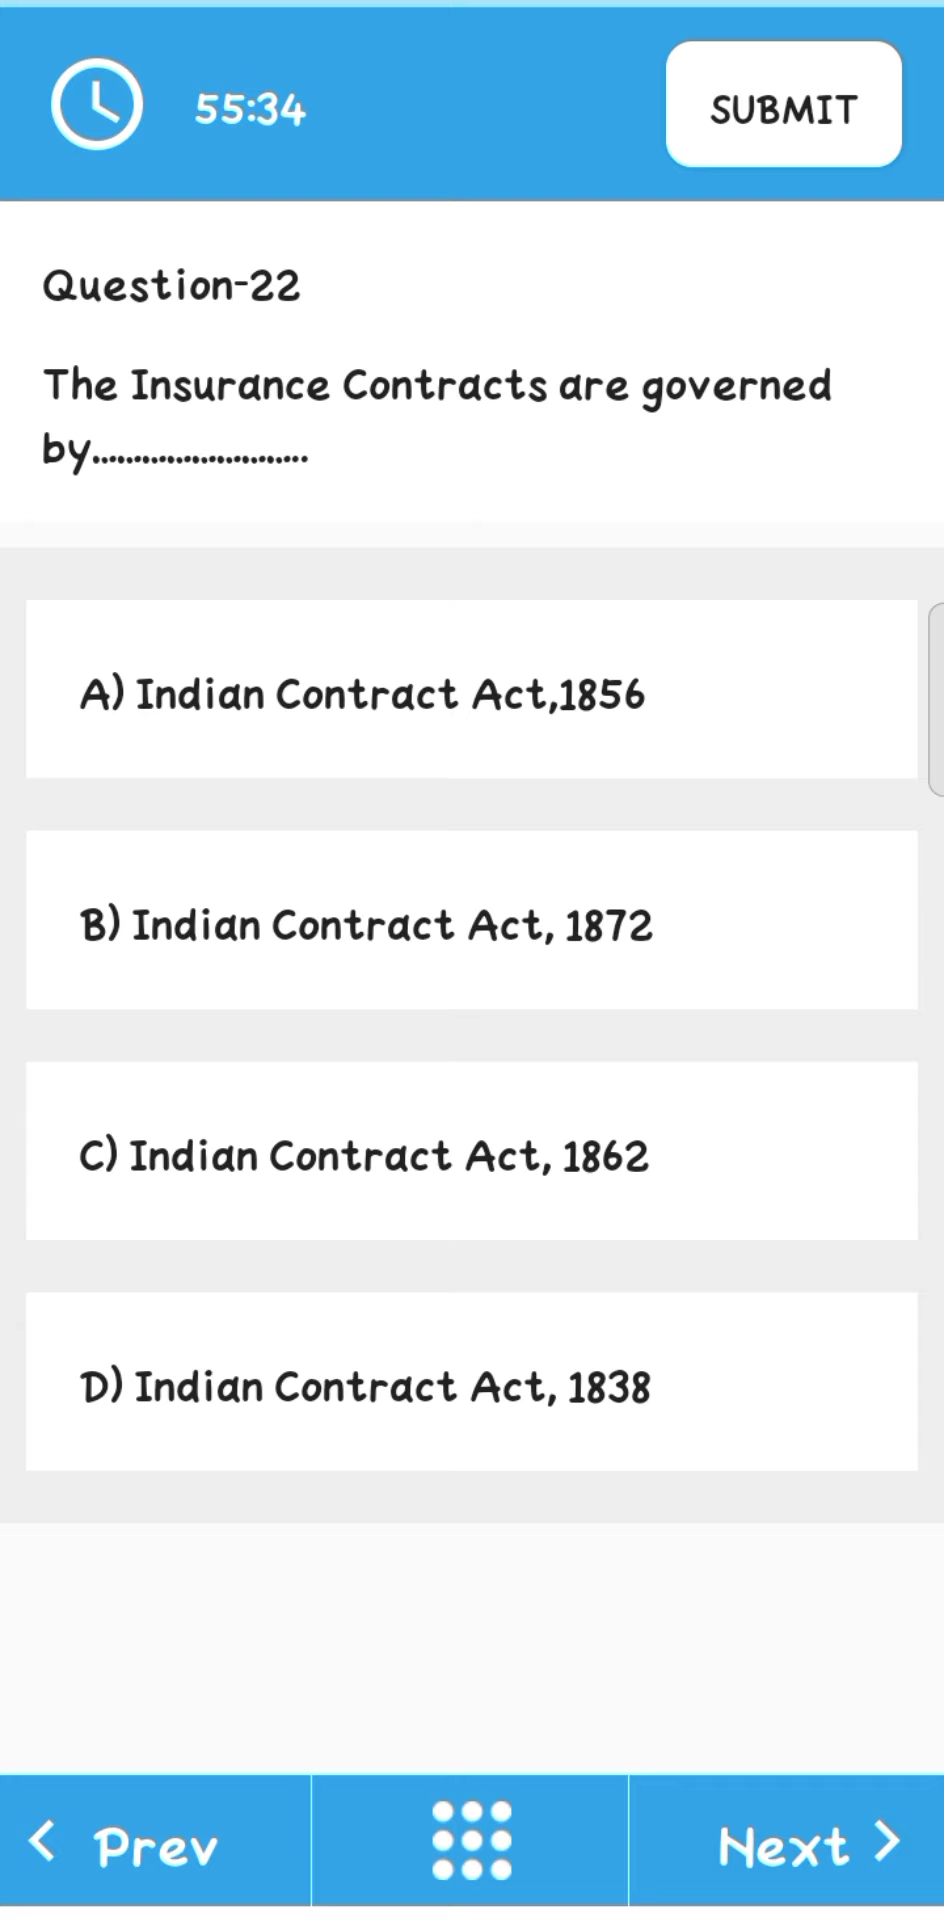 55:34
SUBMIT
Question-22
The Insurance Contracts are governed
by..........................
A) Indian Contract Act,1856
B) Indian Contract Act, 1872
C) Indian Contract Act, 1862
D) Indian Contract Act, 1838
Prev
Next